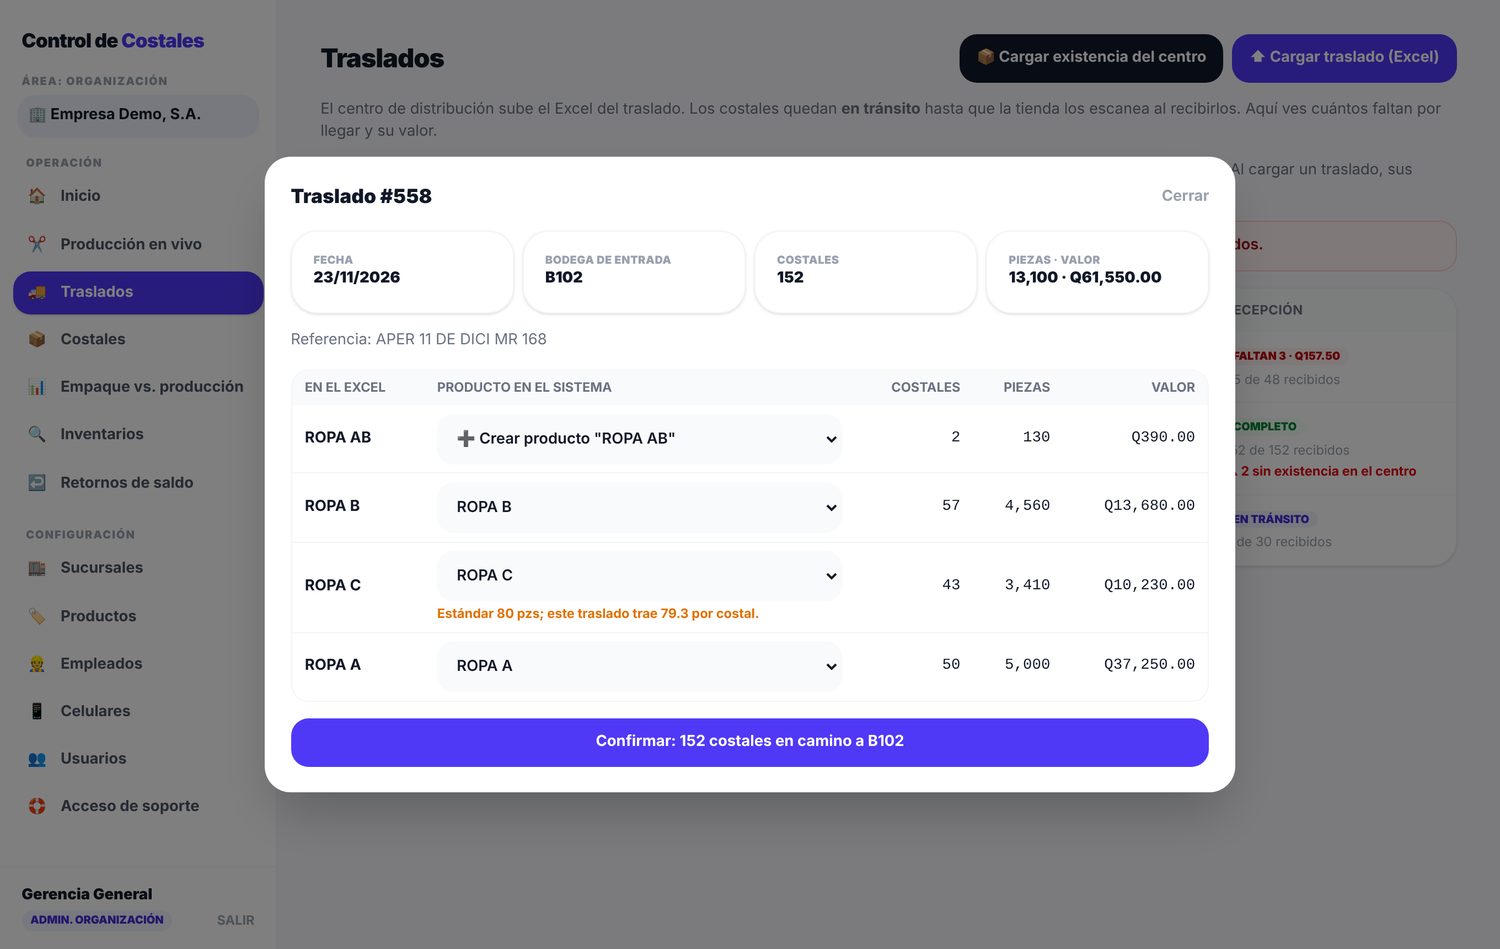 Control de Costales
ÁREA: ORGANIZACIÓN
🏢 Empresa Demo, S.A.
OPERACIÓN
🏠 Inicio
✂️ Producción en vivo
🚚 Traslados
📦 Costales
📊 Empaque vs. producción
🔍 Inventarios
↩️ Retornos de saldo
CONFIGURACIÓN
🏬 Sucursales
🏷️ Productos
👷 Empleados
📱 Celulares
👥 Usuarios
🛟 Acceso de soporte
Gerencia General
ADMIN. ORGANIZACIÓN SALIR
Traslados
📦 Cargar existencia del centro
⬆ Cargar traslado (Excel)
El centro de distribución sube el Excel del traslado. Los costales quedan en tránsito hasta que la tienda los escanea al recibirlos. Aquí ves cuántos faltan por
llegar y su valor.
Al cargar un traslado, sus
Traslado #558
Cerrar
FECHA
23/11/2026
BODEGA DE ENTRADA
B102
COSTALES
152
PIEZAS · VALOR
13,100 · Q61,550.00
Referencia: APER 11 DE DICI MR 168
EN EL EXCEL PRODUCTO EN EL SISTEMA COSTALES PIEZAS VALOR
ROPA AB ➕ Crear producto "ROPA AB" 2 130 Q390.00
ROPA B ROPA B 57 4,560 Q13,680.00
ROPA C ROPA C 43 3,410 Q10,230.00
Estándar 80 pzs; este traslado trae 79.3 por costal.
ROPA A ROPA A 50 5,000 Q37,250.00
Confirmar: 152 costales en camino a B102
FALTAN 3 · Q157.50
de 48 recibidos
COMPLETO
de 152 recibidos
2 sin existencia en el centro
EN TRÁNSITO
de 30 recibidos